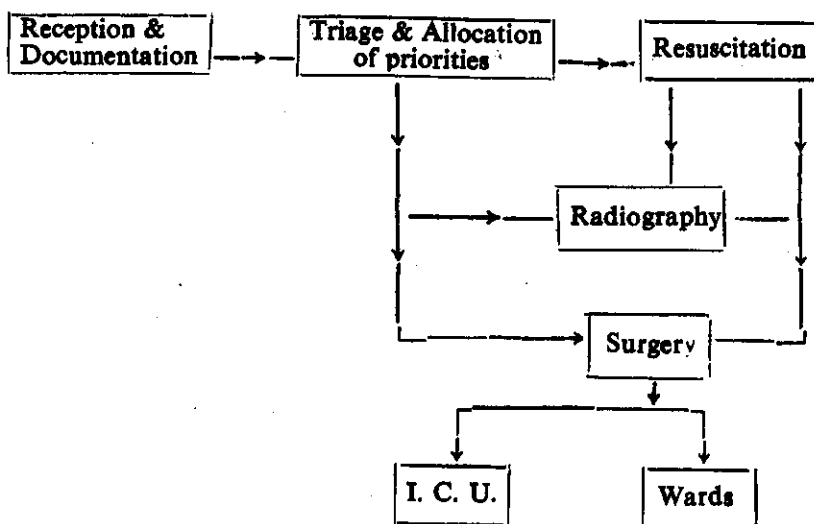 Reception &
Documentation
Triage & Allocation
of priorities
Resuscitation
Radiography
Surgery
I. C. U.
Wards